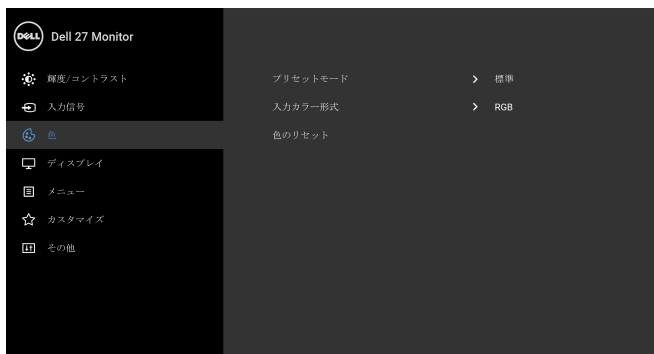 DELL Dell 27 Monitor
輝度/コントラスト
プリセットモード 標準
入力信号
入力カラー形式 RGB
色
色のリセット
ディスプレイ
メニュー
カスタマイズ
その他